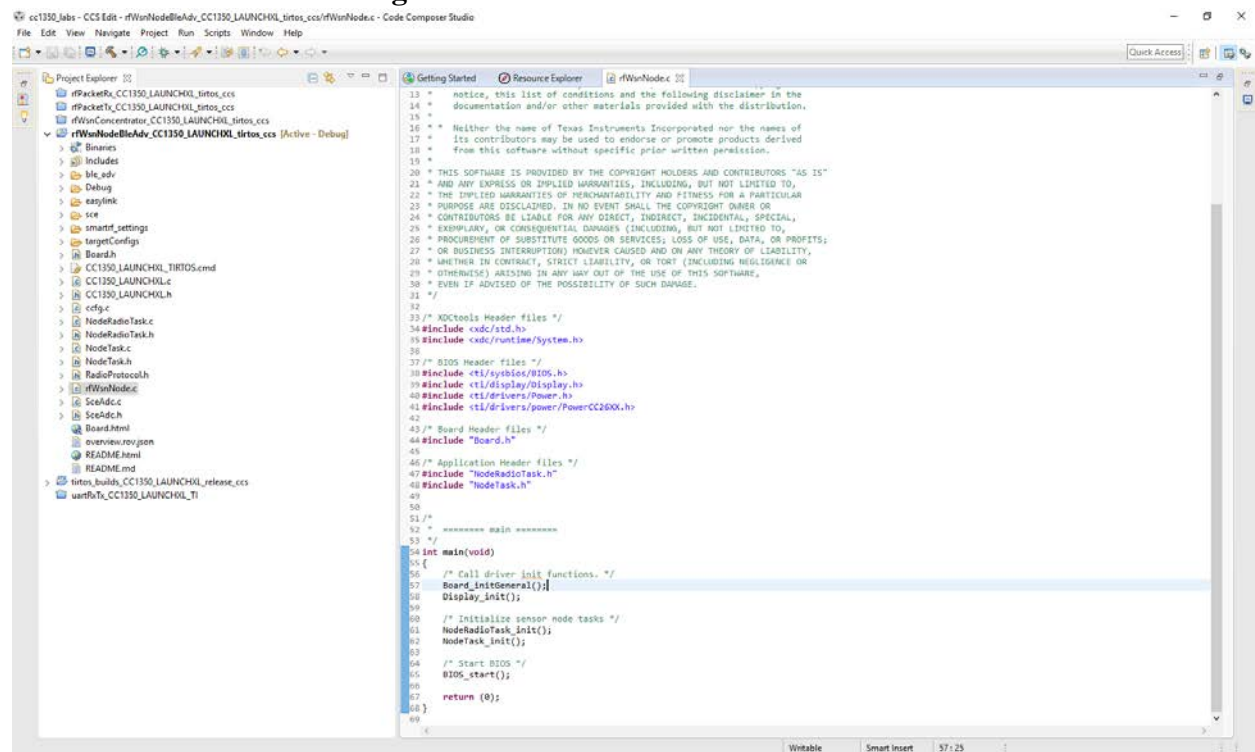 cc1350_labs - CCS Edit - rfWsnNodeBleAdv_CC1350_LAUNCHXL_tirtos_ccs/rfWsnNode.c - Code Composer Studio
File Edit View Navigate Project Run Scripts Window Help
Quick Access
Project Explorer
rfPacketRx_CC1350_LAUNCHXL_tirtos_ccs
rfPacketTx_CC1350_LAUNCHXL_tirtos_ccs
rfWsnConcentrator_CC1350_LAUNCHXL_tirtos_ccs
rfWsnNodeBleAdv_CC1350_LAUNCHXL_tirtos_ccs [Active - Debug]
Binaries
Includes
ble_adv
Debug
easylink
sce
smartrf_settings
targetConfigs
Board.h
CC1350_LAUNCHXL_TIRTOS.cmd
CC1350_LAUNCHXL.c
CC1350_LAUNCHXL.h
ccfg.c
NodeRadioTask.c
NodeRadioTask.h
NodeTask.c
NodeTask.h
RadioProtocol.h
rfWsnNode.c
SceAdc.c
SceAdc.h
Board.html
overview.rov.json
README.html
README.md
tirtos_builds_CC1350_LAUNCHXL_release_ccs
uartRxTx_CC1350_LAUNCHXL_TI
Getting Started Resource Explorer rfWsnNode.c
13 * notice, this list of conditions and the following disclaimer in the
14 * documentation and/or other materials provided with the distribution.
15 *
16 * * Neither the name of Texas Instruments Incorporated nor the names of
17 * its contributors may be used to endorse or promote products derived
18 * from this software without specific prior written permission.
19 *
20 * THIS SOFTWARE IS PROVIDED BY THE COPYRIGHT HOLDERS AND CONTRIBUTORS "AS IS"
21 * AND ANY EXPRESS OR IMPLIED WARRANTIES, INCLUDING, BUT NOT LIMITED TO,
22 * THE IMPLIED WARRANTIES OF MERCHANTABILITY AND FITNESS FOR A PARTICULAR
23 * PURPOSE ARE DISCLAIMED. IN NO EVENT SHALL THE COPYRIGHT OWNER OR
24 * CONTRIBUTORS BE LIABLE FOR ANY DIRECT, INDIRECT, INCIDENTAL, SPECIAL,
25 * EXEMPLARY, OR CONSEQUENTIAL DAMAGES (INCLUDING, BUT NOT LIMITED TO,
26 * PROCUREMENT OF SUBSTITUTE GOODS OR SERVICES; LOSS OF USE, DATA, OR PROFITS;
27 * OR BUSINESS INTERRUPTION) HOWEVER CAUSED AND ON ANY THEORY OF LIABILITY,
28 * WHETHER IN CONTRACT, STRICT LIABILITY, OR TORT (INCLUDING NEGLIGENCE OR
29 * OTHERWISE) ARISING IN ANY WAY OUT OF THE USE OF THIS SOFTWARE,
30 * EVEN IF ADVISED OF THE POSSIBILITY OF SUCH DAMAGE.
31 */
32
33 /* XDCtools Header files */
34 #include <xdc/std.h>
35 #include <xdc/runtime/System.h>
36
37 /* BIOS Header files */
38 #include <ti/sysbios/BIOS.h>
39 #include <ti/display/Display.h>
40 #include <ti/drivers/Power.h>
41 #include <ti/drivers/power/PowerCC26XX.h>
42
43 /* Board Header files */
44 #include "Board.h"
45
46 /* Application Header files */
47 #include "NodeRadioTask.h"
48 #include "NodeTask.h"
49
50
51 /*
52 * ======== main ========
53 */
54 int main(void)
55 {
56 /* Call driver init functions. */
57 Board_initGeneral();
58 Display_init();
59
60 /* Initialize sensor node tasks */
61 NodeRadioTask_init();
62 NodeTask_init();
63
64 /* Start BIOS */
65 BIOS_start();
66
67 return (0);
68 }
69
Writable Smart Insert 57 : 25